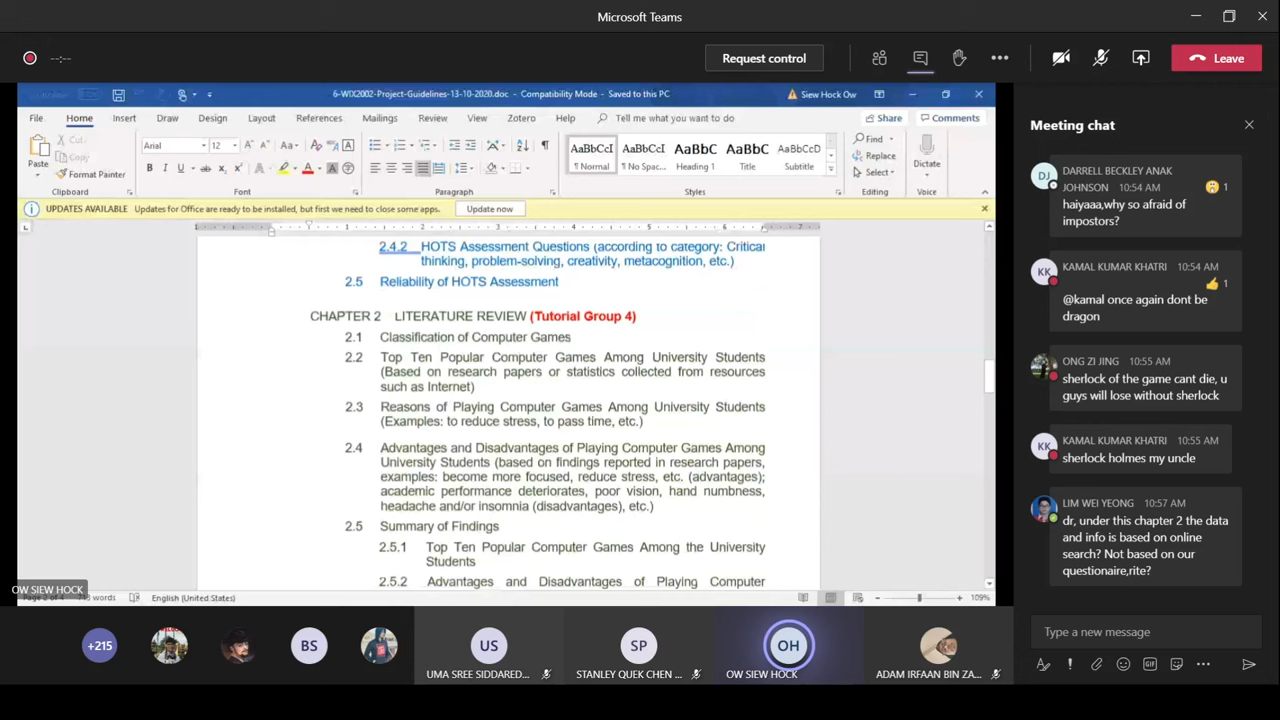 Microsoft Teams
--:--
Request control
Leave
6-WIX2002-Project-Guidelines-13-10-2020.doc - Compatibility Mode - Saved to this PC
Siew Hock Ow
File Home Insert Draw Design Layout References Mailings Review View Zotero Help Tell me what you want to do
Share
Comments
Paste
Cut
Copy
Format Painter
Clipboard
Arial
12
Font
Paragraph
AaBbCc
¶ Normal
AaBbCc
¶ No Spac...
AaBbC
Heading 1
AaBbC
Title
AaBbCc
Subtitle
Styles
Find
Replace
Select
Editing
Dictate
Voice
UPDATES AVAILABLE Updates for Office are ready to be installed, but first we need to close some apps.
Update now
2.4.2 HOTS Assessment Questions (according to category: Critical
thinking, problem-solving, creativity, metacognition, etc.)
2.5 Reliability of HOTS Assessment
CHAPTER 2 LITERATURE REVIEW (Tutorial Group 4)
2.1 Classification of Computer Games
2.2 Top Ten Popular Computer Games Among University Students
(Based on research papers or statistics collected from resources
such as Internet)
2.3 Reasons of Playing Computer Games Among University Students
(Examples: to reduce stress, to pass time, etc.)
2.4 Advantages and Disadvantages of Playing Computer Games Among
University Students (based on findings reported in research papers,
examples: become more focused, reduce stress, etc. (advantages);
academic performance deteriorates, poor vision, hand numbness,
headache and/or insomnia (disadvantages), etc.)
2.5 Summary of Findings
2.5.1 Top Ten Popular Computer Games Among the University
Students
2.5.2 Advantages and Disadvantages of Playing Computer
OW SIEW HOCK
words
English (United States)
109%
+215
BS
US
UMA SREE SIDDARED...
SP
STANLEY QUEK CHEN ...
OH
OW SIEW HOCK
ADAM IRFAAN BIN ZA...
Meeting chat
DJ
DARRELL BECKLEY ANAK
JOHNSON 10:54 AM
1
haiyaaa,why so afraid of
impostors?
KK
KAMAL KUMAR KHATRI 10:54 AM
1
@kamal once again dont be
dragon
ONG ZI JING 10:55 AM
sherlock of the game cant die, u
guys will lose without sherlock
KK
KAMAL KUMAR KHATRI 10:55 AM
sherlock holmes my uncle
LIM WEI YEONG 10:57 AM
dr, under this chapter 2 the data
and info is based on online
search? Not based on our
questionaire,rite?
Type a new message